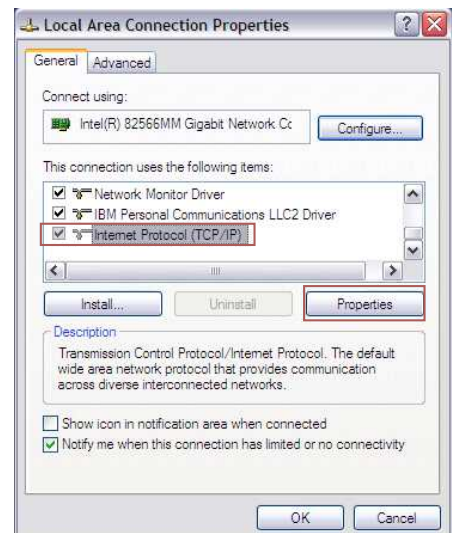 Local Area Connection Properties
General Advanced
Connect using:
Intel(R) 82566MM Gigabit Network Cc
Configure...
This connection uses the following items:
Network Monitor Driver
IBM Personal Communications LLC2 Driver
Internet Protocol (TCP/IP)
Install... Uninstall Properties
Description
Transmission Control Protocol/Internet Protocol. The default
wide area network protocol that provides communication
across diverse interconnected networks.
Show icon in notification area when connected
Notify me when this connection has limited or no connectivity
OK Cancel